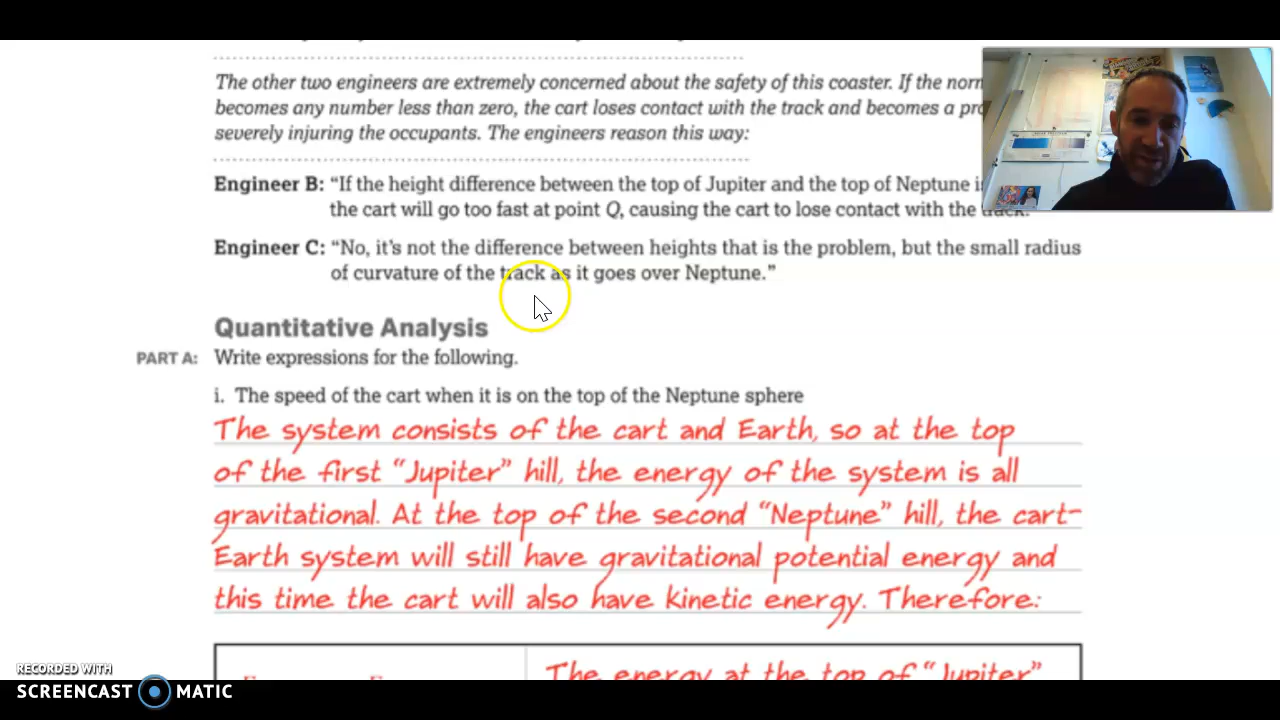 The other two engineers are extremely concerned about the safety of this coaster. If the
becomes any number less than zero, the cart loses contact with the track and becomes a
severely injuring the occupants. The engineers reason this way:
Engineer B: “If the height difference between the top of Jupiter and the top of Neptune
the cart will go too fast at point Q, causing the cart to lose contact with the track.”
Engineer C: “No, it’s not the difference between heights that is the problem, but the small radius
of curvature of the track as it goes over Neptune.”
Quantitative Analysis
PART A: Write expressions for the following.
i. The speed of the cart when it is on the top of the Neptune sphere
The system consists of the cart and Earth, so at the top
of the first “Jupiter” hill, the energy of the system is all
gravitational. At the top of the second “Neptune” hill, the cart-
Earth system will still have gravitational potential energy and
this time the cart will also have kinetic energy. Therefore:
The energy at the top of “Jupiter”
RECORDED WITH
SCREENCAST MATIC